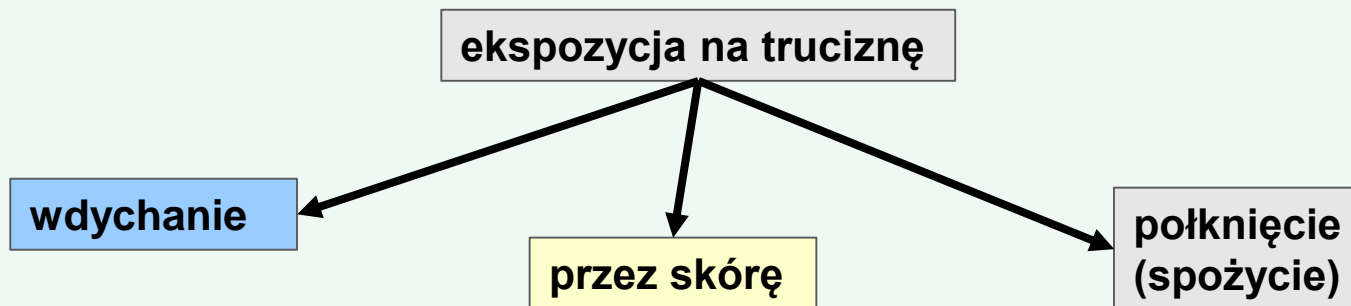 ekspozycja na truciznę
wdychanie
przez skórę
połknięcie
(spożycie)